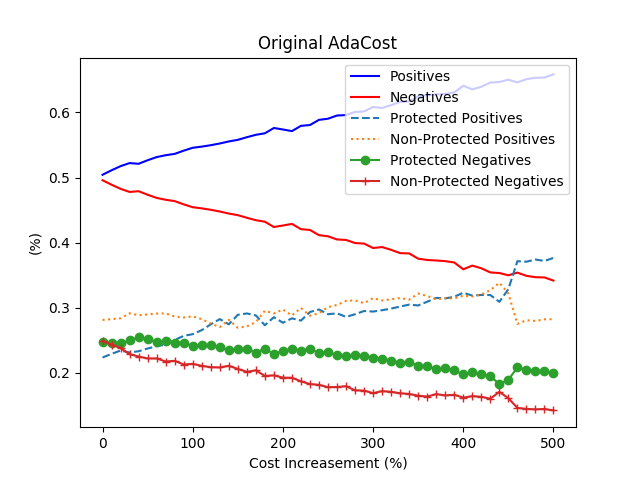 Original AdaCost
Positives
Negatives
Protected Positives
Non-Protected Positives
Protected Negatives
Non-Protected Negatives
0.6
0.5
0.4
0.3
0.2
(%)
0
100
200
300
400
500
Cost Increasement (%)